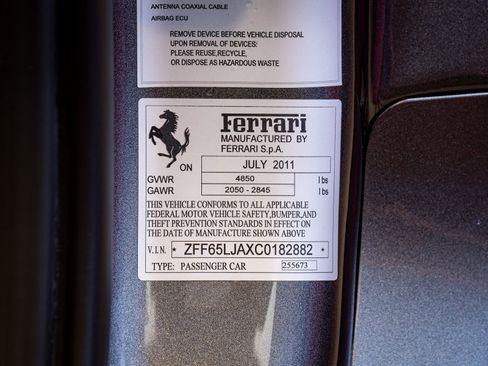 ANTENNA COAXIAL CABLE
AIRBAG ECU
REMOVE DEVICE BEFORE VEHICLE DISPOSAL
UPON REMOVAL OF DEVICES:
PLEASE REUSE,RECYCLE,
OR DISPOSE AS HAZARDOUS WASTE
Ferrari
MANUFACTURED BY
FERRARI S.p.A.
ON JULY 2011
GVWR 4850 lbs
GAWR 2050 - 2845 lbs
THIS VEHICLE CONFORMS TO ALL APPLICABLE
FEDERAL MOTOR VEHICLE SAFETY,BUMPER,AND
THEFT PREVENTION STANDARDS IN EFFECT ON
THE DATE OF MANUFACTURE SHOWN ABOVE
V.I.N. * ZFF65LJAXC0182882 *
TYPE: PASSENGER CAR 255673